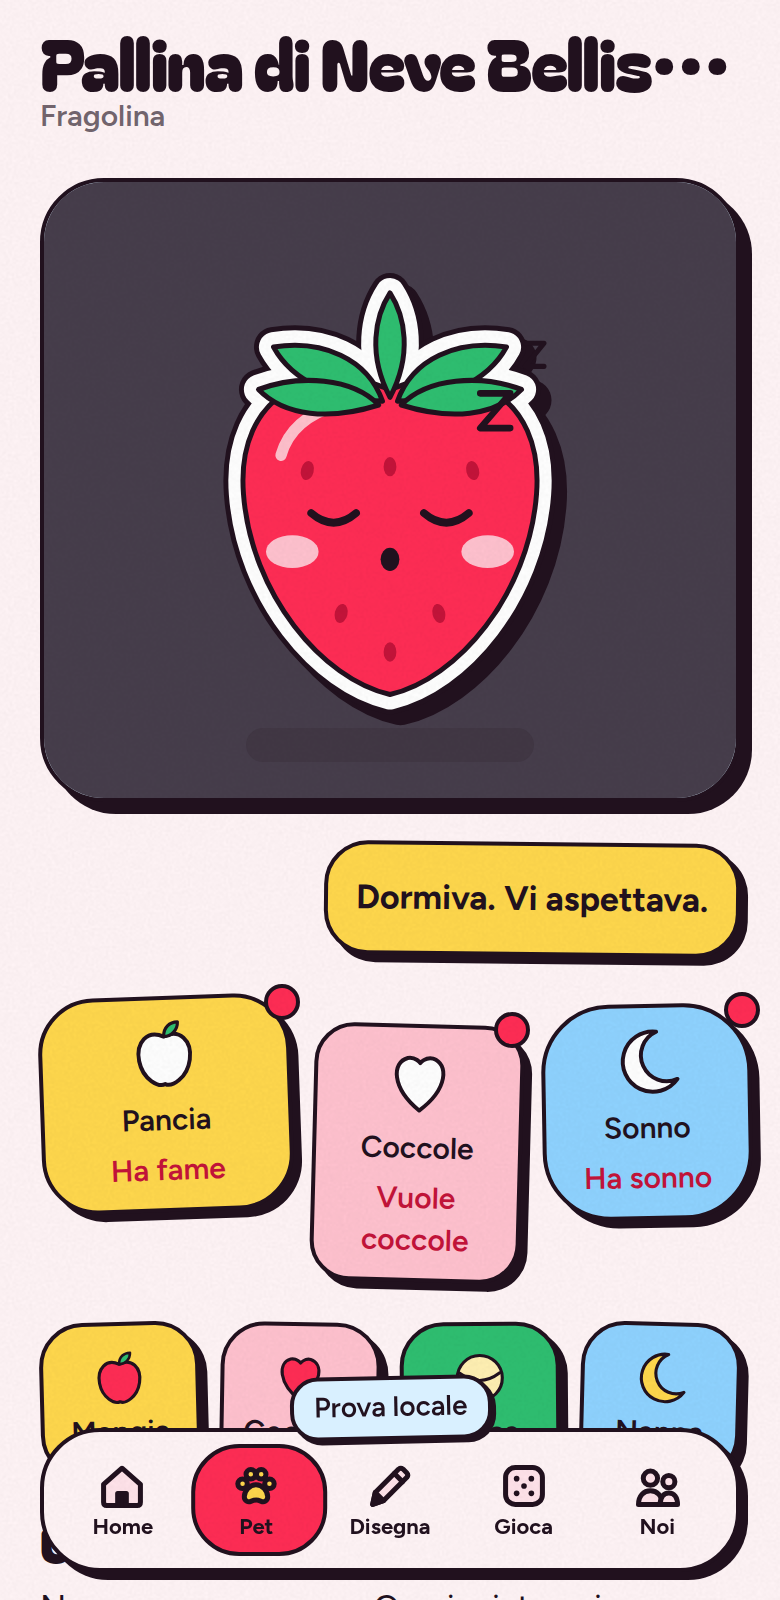 Pallina di Neve Bellis...
Fragolina
z
Z
Dormiva. Vi aspettava.
Pancia
Ha fame
Coccole
Vuole
coccole
Sonno
Ha sonno
Prova locale
Home
Pet
Disegna
Gioca
Noi